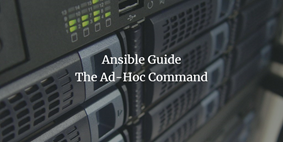 Ansible Guide
The Ad-Hoc Command